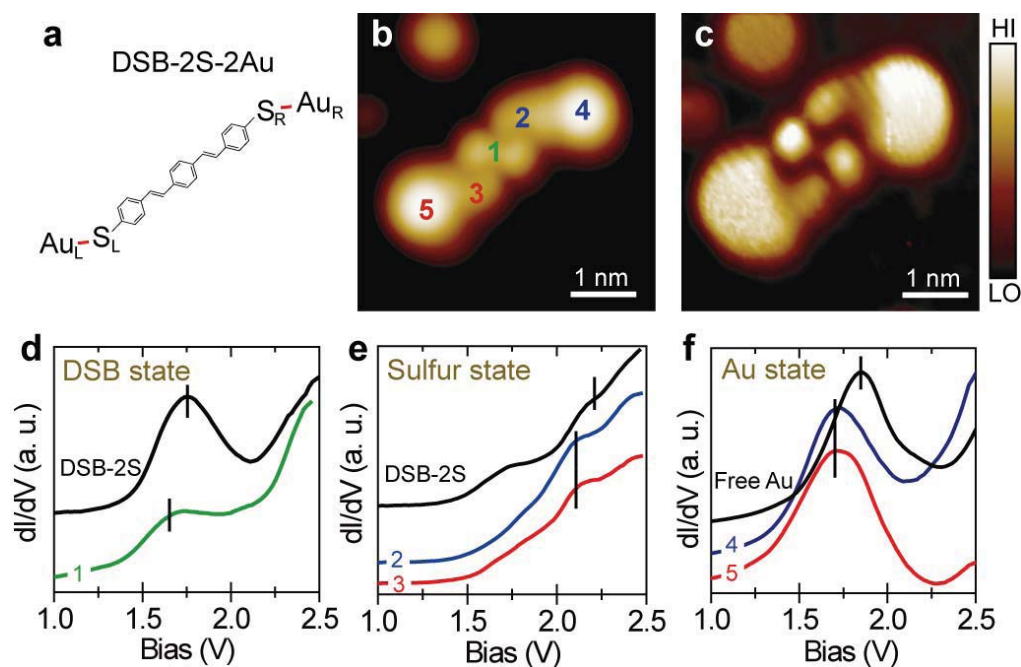 a
DSB-2S-2Au
S_R
Au_R
Au_L
S_L
b
2
4
1
3
5
1 nm
c
1 nm
HI
LO
d
DSB state
DSB-2S
1
dI/dV (a. u.)
1.0 1.5 2.0 2.5
Bias (V)
e
Sulfur state
DSB-2S
2
3
dI/dV (a. u.)
1.0 1.5 2.0 2.5
Bias (V)
f
Au state
Free Au
4
5
dI/dV (a. u.)
1.0 1.5 2.0 2.5
Bias (V)